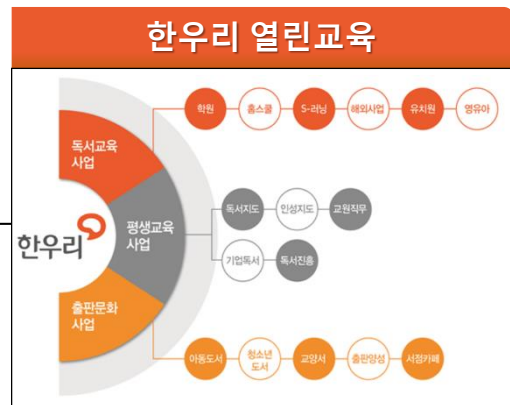 한우리 열린교육
독서교육
사업
학원
홈스쿨
S-러닝
해외사업
유치원
영유아
한우리
평생교육
사업
독서지도
인성지도
교원직무
기업독서
독서진흥
출판문화
사업
아동도서
청소년
도서
교양서
출판양성
서점카페